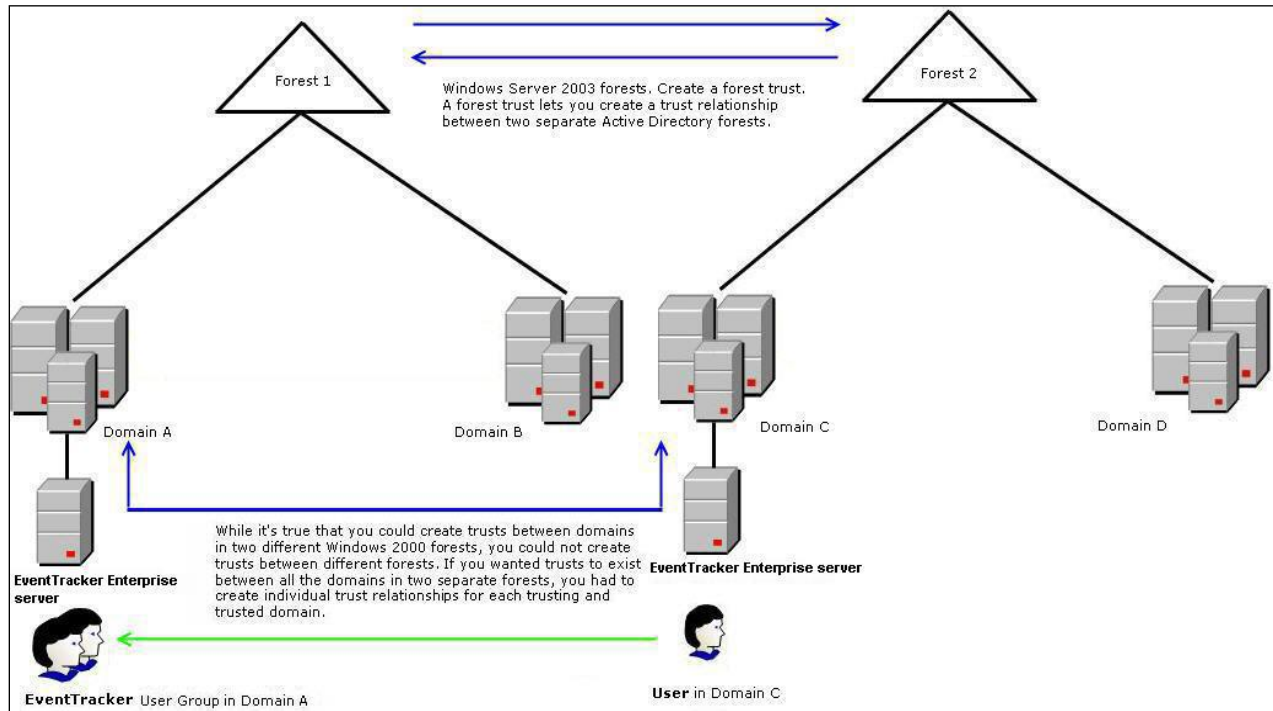 Forest 1
Forest 2
Windows Server 2003 forests. Create a forest trust.
A forest trust lets you create a trust relationship
between two separate Active Directory forests.
Domain A
Domain B
Domain C
Domain D
While it's true that you could create trusts between domains
in two different Windows 2000 forests, you could not create
trusts between different forests. If you wanted trusts to exist
between all the domains in two separate forests, you had to
create individual trust relationships for each trusting and
trusted domain.
EventTracker Enterprise
server
EventTracker Enterprise server
EventTracker User Group in Domain A
User in Domain C